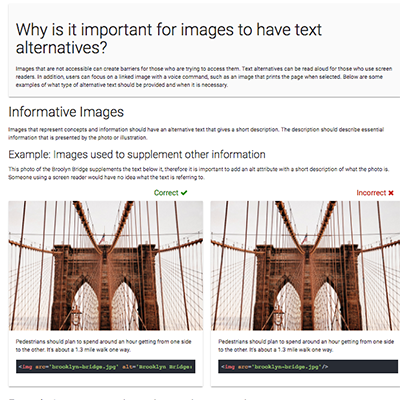 Why is it important for images to have text
alternatives?
Images that are not accessible can create barriers for those who are trying to access them. Text alternatives can be read aloud for those who use screen
readers. In addition, users can focus on a linked image with a voice command, such as an image that prints the page when selected. Below are some
examples of what type of alternative text should be provided and when it is necessary.
Informative Images
Images that represent concepts and information should have an alternative text that gives a short description. The description should describe essential
information that is presented by the photo or illustration.
Example: Images used to supplement other information
This photo of the Broolyn Bridge supplements the text below it, therefore it is important to add an alt attribute with a short description of what the photo is.
Someone using a screen reader would have no idea what the text is referring to.
Correct ✔
Incorrect ✖
Pedestrians should plan to spend around an hour getting from one side
to the other. It's about a 1.3 mile walk one way.
<img src="brooklyn-bridge.jpg" alt="Brooklyn Bridge
Pedestrians should plan to spend around an hour getting from one side
to the other. It's about a 1.3 mile walk one way.
<img src="brooklyn-bridge.jpg"/>